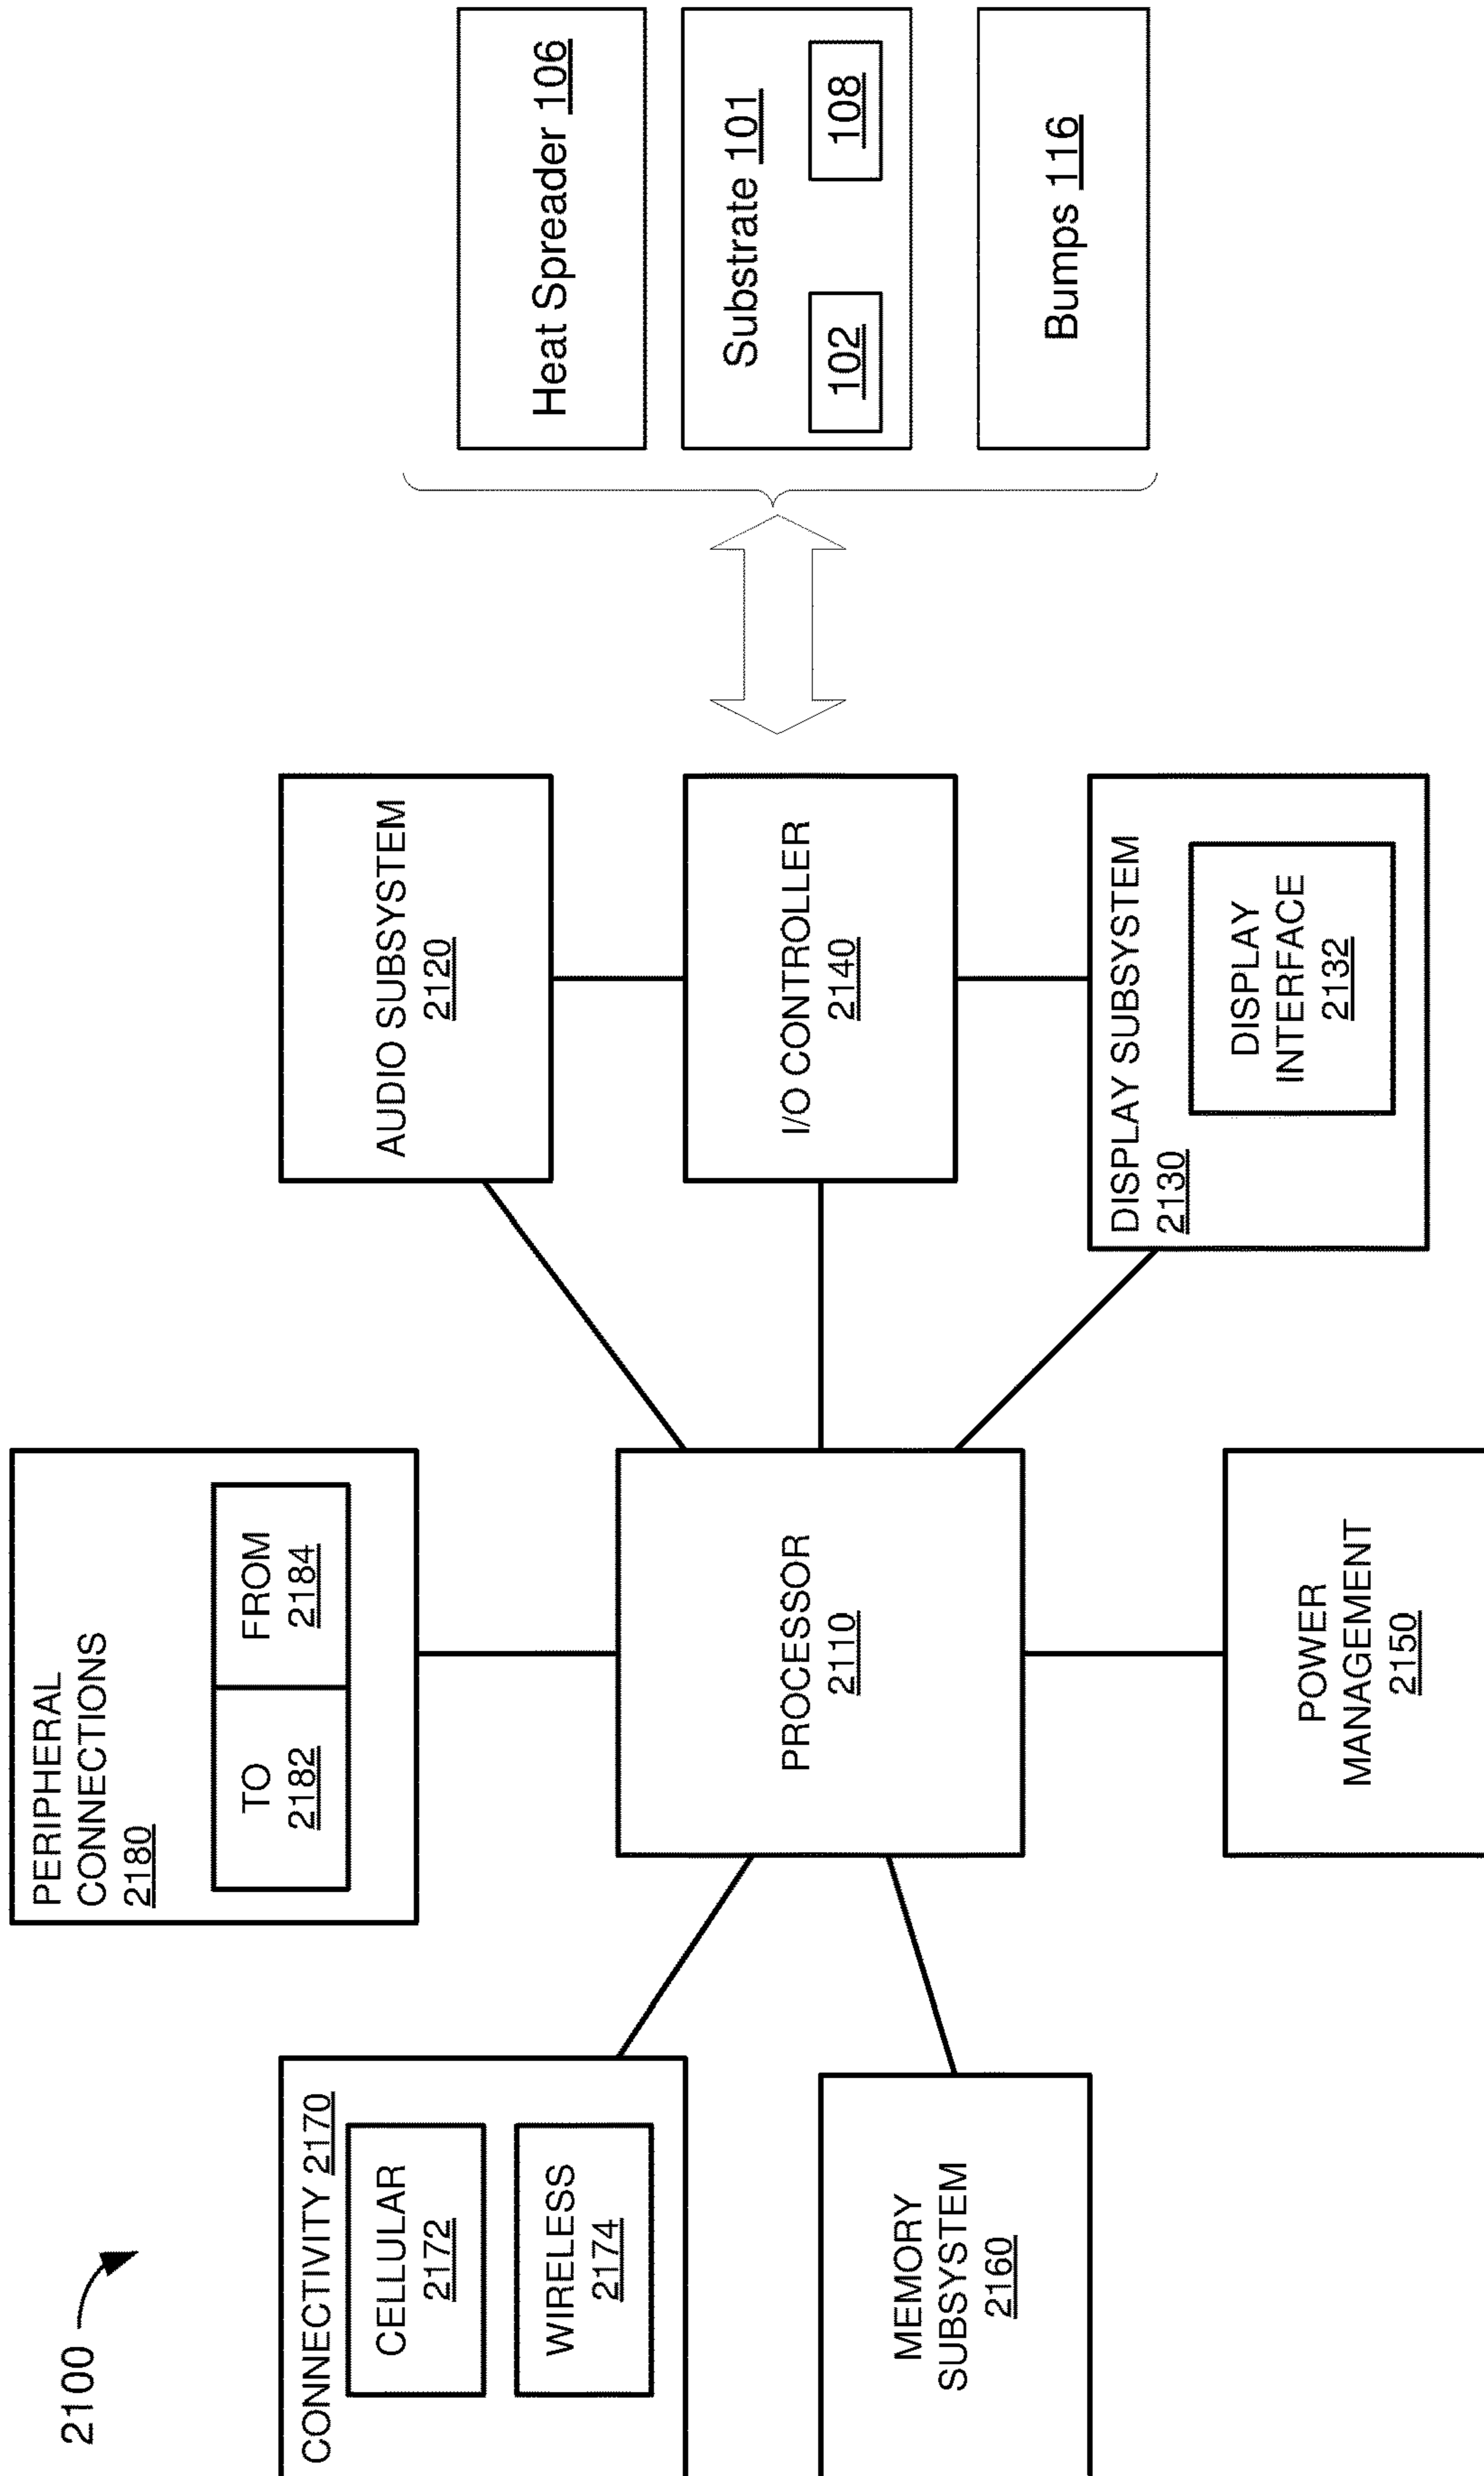 2100
CONNECTIVITY 2170
CELLULAR
2172
WIRELESS
2174
MEMORY
SUBSYSTEM
2160
PERIPHERAL
CONNECTIONS
2180
TO
2182
FROM
2184
PROCESSOR
2110
POWER
MANAGEMENT
2150
AUDIO SUBSYSTEM
2120
I/O CONTROLLER
2140
DISPLAY SUBSYSTEM
2130
DISPLAY
INTERFACE
2132
Heat Spreader 106
Substrate 101
102
108
Bumps 116